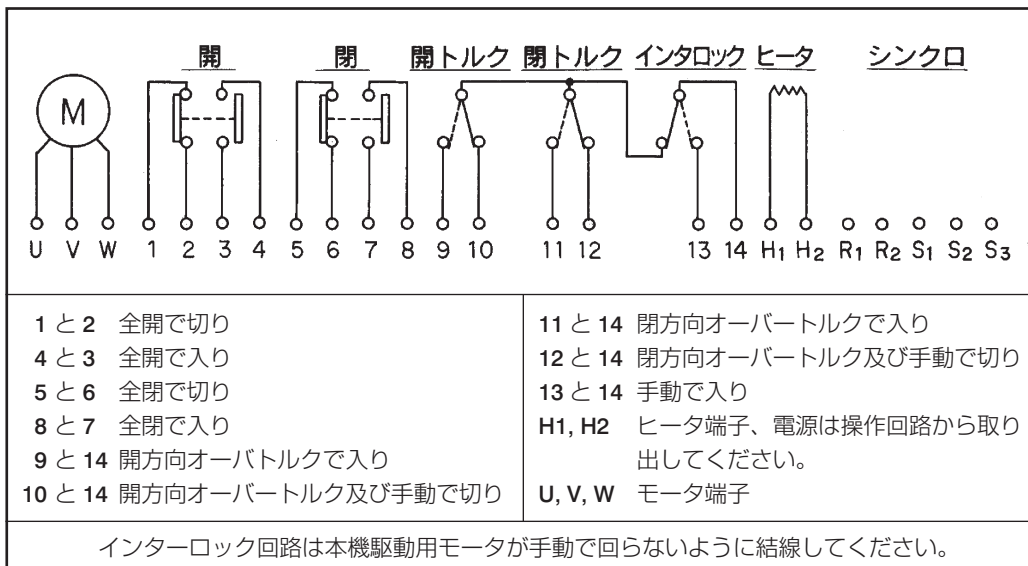 開 閉 開トルク 閉トルク インタロック ヒータ シンクロ
M
U V W 1 2 3 4 5 6 7 8 9 10 11 12 13 14 H1 H2 R1 R2 S1 S2 S3
1 と 2 全開で切り
4 と 3 全開で入り
5 と 6 全閉で切り
8 と 7 全閉で入り
9 と 14 開方向オーバトルクで入り
10 と 14 開方向オーバートルク及び手動で切り
11 と 14 閉方向オーバートルクで入り
12 と 14 閉方向オーバートルク及び手動で切り
13 と 14 手動で入り
H1, H2 ヒータ端子、電源は操作回路から取り
出してください。
U, V, W モータ端子
インターロック回路は本機駆動用モータが手動で回らないように結線してください。